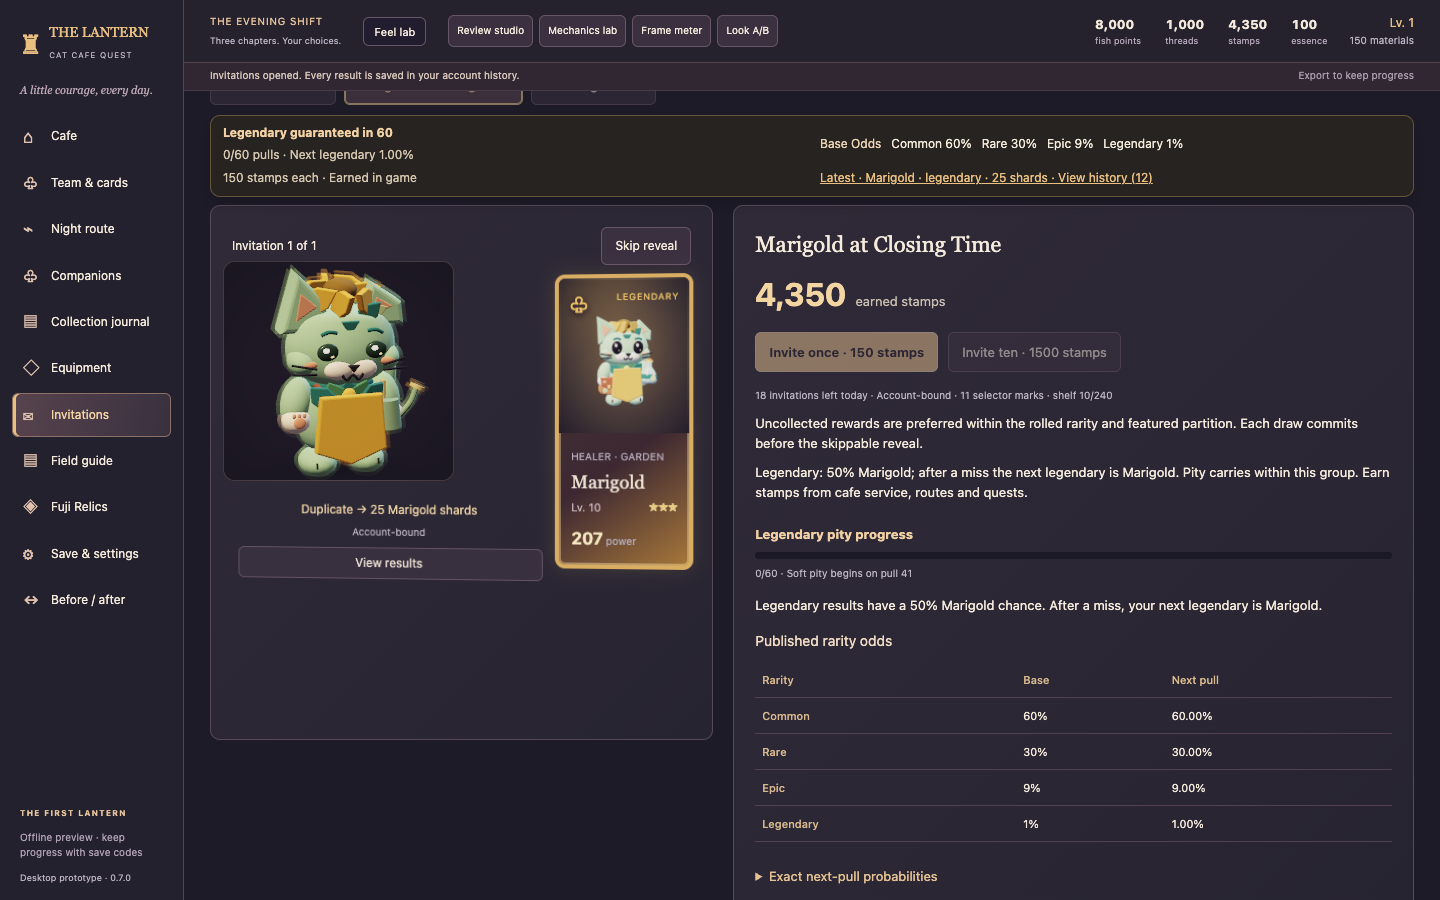 THE LANTERN
CAT CAFE QUEST
A little courage, every day.
Cafe
Team & cards
Night route
Companions
Collection journal
Equipment
Invitations
Field guide
Fuji Relics
Save & settings
Before / after
THE FIRST LANTERN
Offline preview · keep
progress with save codes
Desktop prototype · 0.7.0
THE EVENING SHIFT
Three chapters. Your choices.
Feel lab
Review studio
Mechanics lab
Frame meter
Look A/B
8,000
fish points
1,000
threads
4,350
stamps
100
essence
Lv. 1
150 materials
Invitations opened. Every result is saved in your account history.
Export to keep progress
Legendary guaranteed in 60
0/60 pulls · Next legendary 1.00%
150 stamps each · Earned in game
Base Odds Common 60% Rare 30% Epic 9% Legendary 1%
Latest · Marigold · legendary · 25 shards · View history (12)
Invitation 1 of 1
Skip reveal
LEGENDARY
HEALER · GARDEN
Marigold
Lv. 10 ★★★
207 power
Duplicate → 25 Marigold shards
Account-bound
View results
Marigold at Closing Time
4,350 earned stamps
Invite once · 150 stamps
Invite ten · 1500 stamps
18 invitations left today · Account-bound · 11 selector marks · shelf 10/240
Uncollected rewards are preferred within the rolled rarity and featured partition. Each draw commits
before the skippable reveal.
Legendary: 50% Marigold; after a miss the next legendary is Marigold. Pity carries within this group. Earn
stamps from cafe service, routes and quests.
Legendary pity progress
0/60 · Soft pity begins on pull 41
Legendary results have a 50% Marigold chance. After a miss, your next legendary is Marigold.
Published rarity odds
Rarity Base Next pull
Common 60% 60.00%
Rare 30% 30.00%
Epic 9% 9.00%
Legendary 1% 1.00%
Exact next-pull probabilities